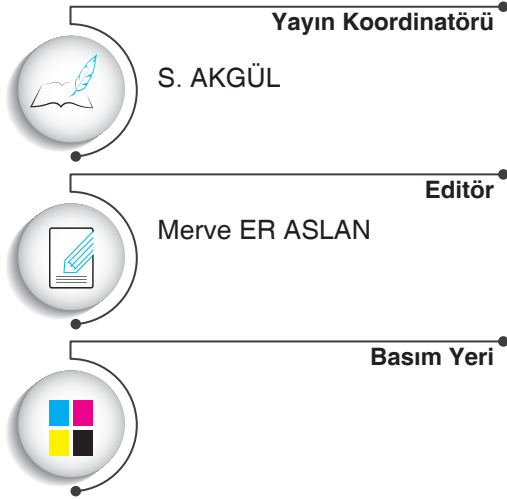 Yayın Koordinatörü
S. AKGÜL
Editör
Merve ER ASLAN
Basım Yeri